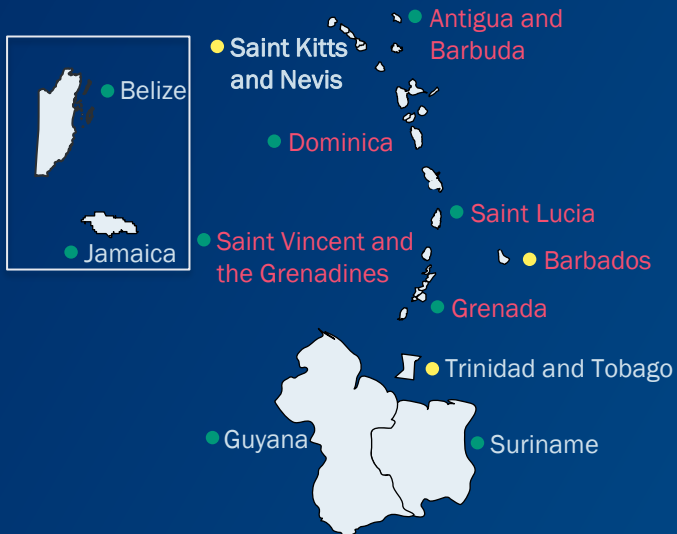 Antigua and
Barbuda
Saint Kitts
and Nevis
Belize
Dominica
Saint Lucia
Saint Vincent and
the Grenadines
Jamaica
Barbados
Grenada
Trinidad and Tobago
Guyana
Suriname